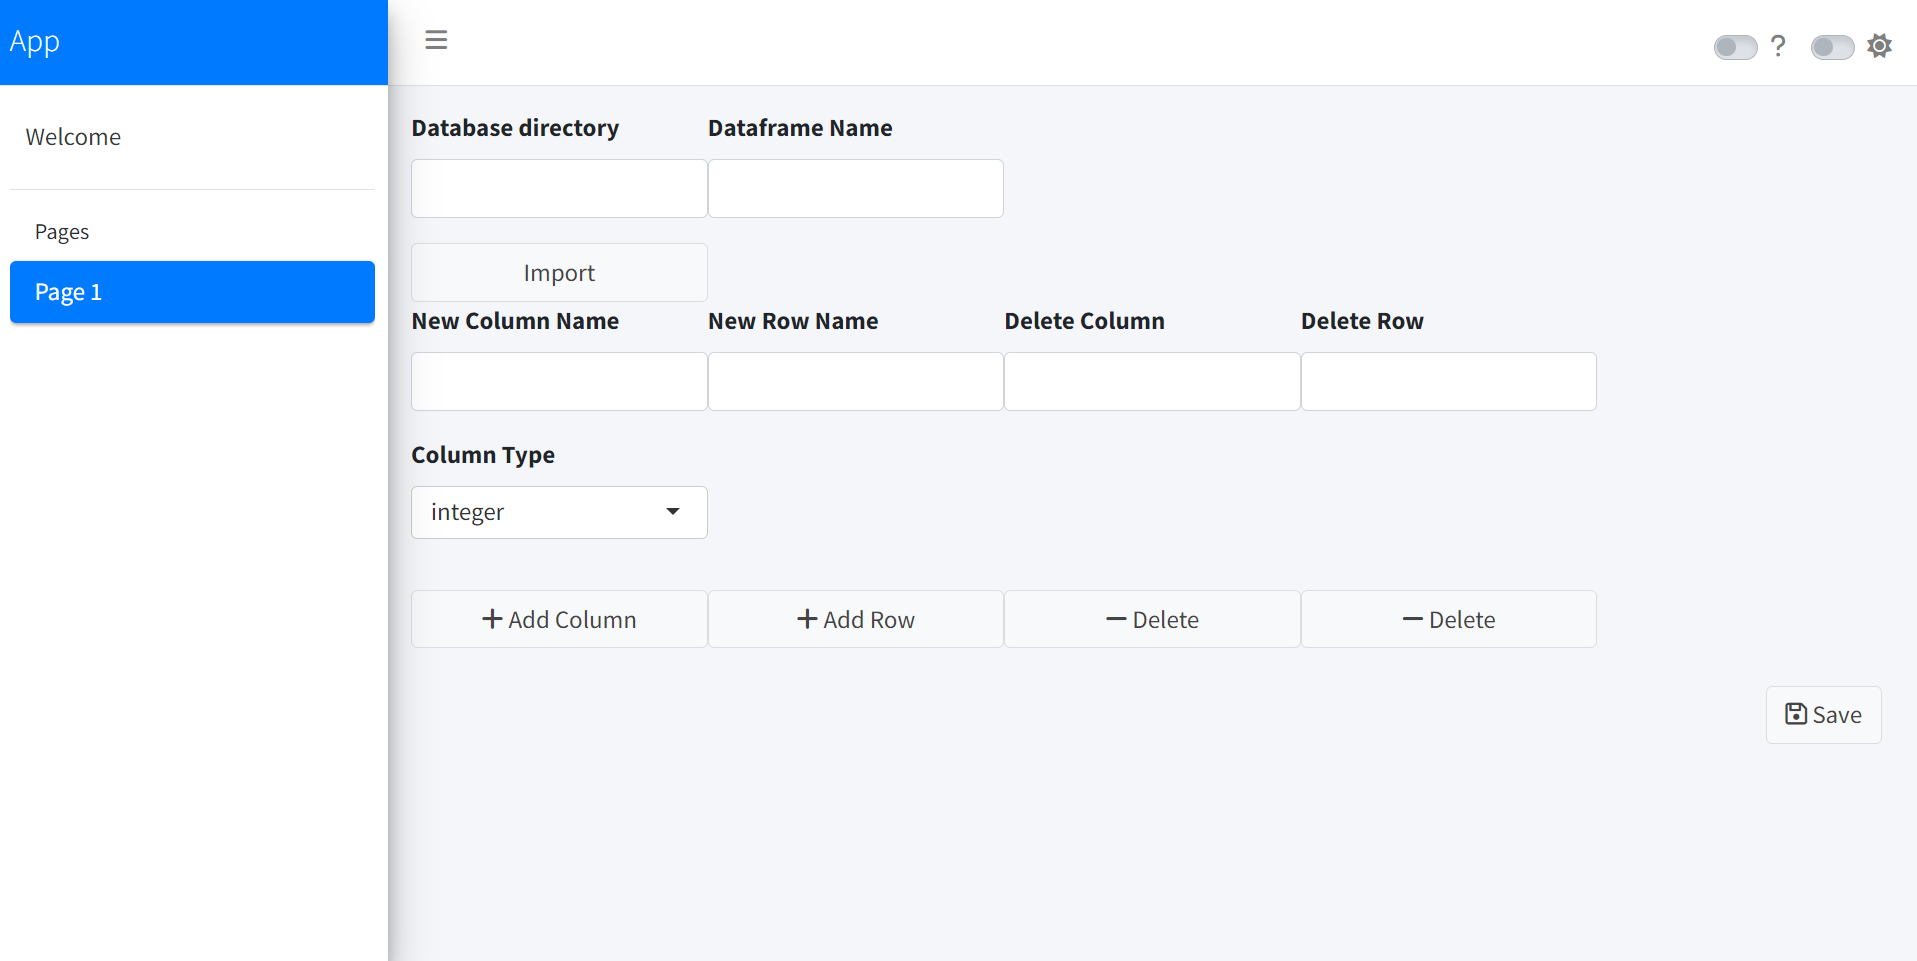 App
?
Welcome
Pages
Page 1
Database directory Dataframe Name
Import
New Column Name New Row Name Delete Column Delete Row
Column Type
integer
Add Column Add Row Delete Delete
Save